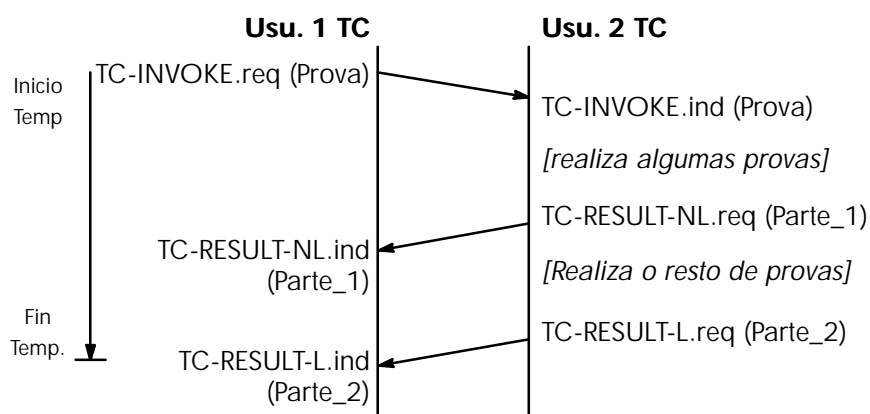 Usu. 1 TC
Usu. 2 TC
Inicio
Temp
TC-INVOKE.req (Prova)
TC-INVOKE.ind (Prova)
[realiza algumas provas]
TC-RESULT-NL.req (Parte_1)
TC-RESULT-NL.ind
(Parte_1)
[Realiza o resto de provas]
Fin
Temp.
TC-RESULT-L.req (Parte_2)
TC-RESULT-L.ind
(Parte_2)